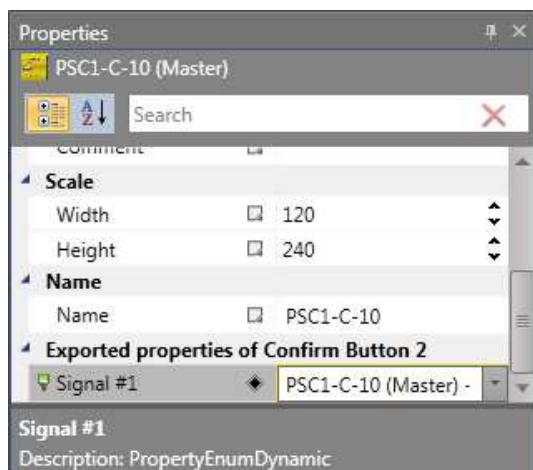 Properties
PSC1-C-10 (Master)
Search
Comment
Scale
Width 120
Height 240
Name
Name PSC1-C-10
Exported properties of Confirm Button 2
Signal #1 PSC1-C-10 (Master) -
Signal #1
Description: PropertyEnumDynamic